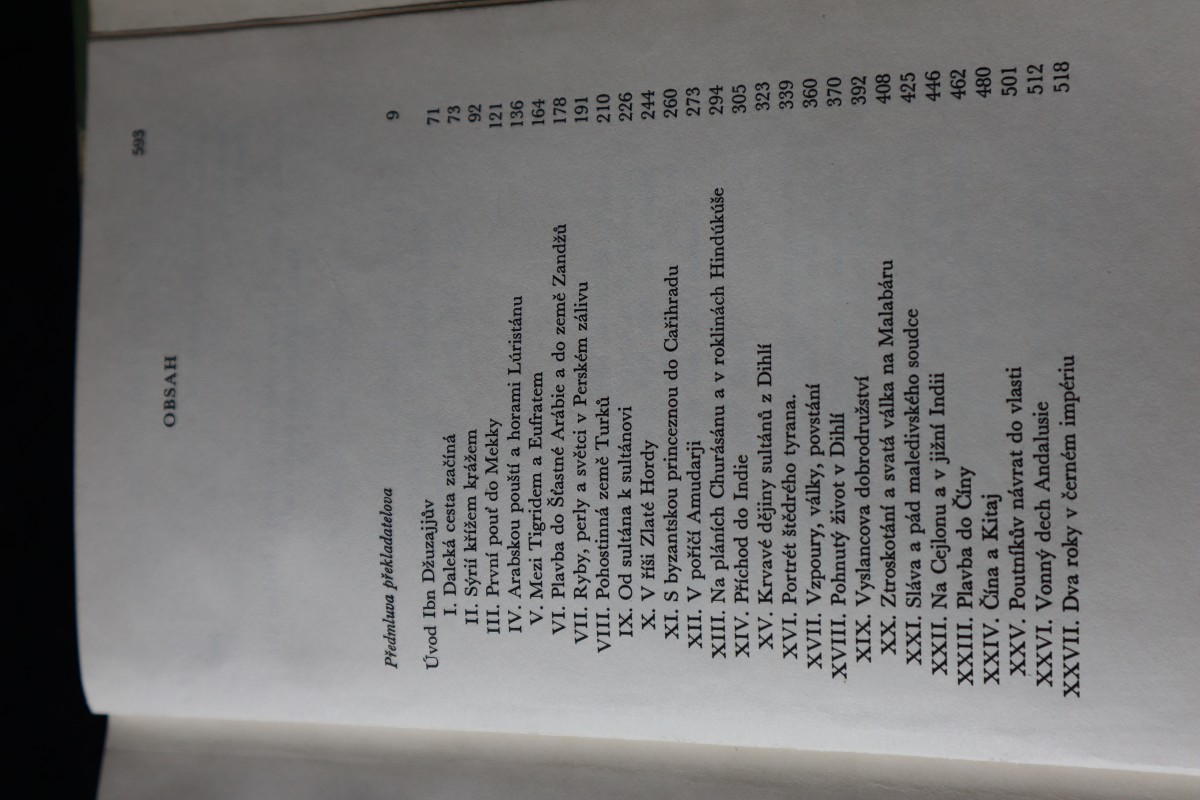 593
OBSAH
Předmluva překladatelova 9
Úvod Ibn Džuzajjův 71
I. Daleká cesta začíná 73
II. Sýrií křížem krážem 92
III. První pouť do Mekky 121
IV. Arabskou pouští a horami Lúristánu 136
V. Mezi Tigridem a Eufratem 164
VI. Plavba do Šťastné Arábie a do země Zandžů 178
VII. Ryby, perly a světci v Perském zálivu 191
VIII. Pohostinná země Turků 210
IX. Od sultána k sultánovi 226
X. V říši Zlaté Hordy 244
XI. S byzantskou princeznou do Cařihradu 260
XII. V poříčí Amudarji 273
XIII. Na pláních Churásánu a v roklinách Hindúkúše 294
XIV. Příchod do Indie 305
XV. Krvavé dějiny sultánů z Dihlí 323
XVI. Portrét štědrého tyrana. 339
XVII. Vzpoury, války, povstání 360
XVIII. Pohnutý život v Dihlí 370
XIX. Vyslancova dobrodružství 392
XX. Ztroskotání a svatá válka na Malabáru 408
XXI. Sláva a pád maledivského soudce 425
XXII. Na Cejlonu a v jižní Indii 446
XXIII. Plavba do Číny 462
XXIV. Čína a Kitaj 480
XXV. Poutníkův návrat do vlasti 501
XXVI. Vonný dech Andalusie 512
XXVII. Dva roky v černém impériu 518